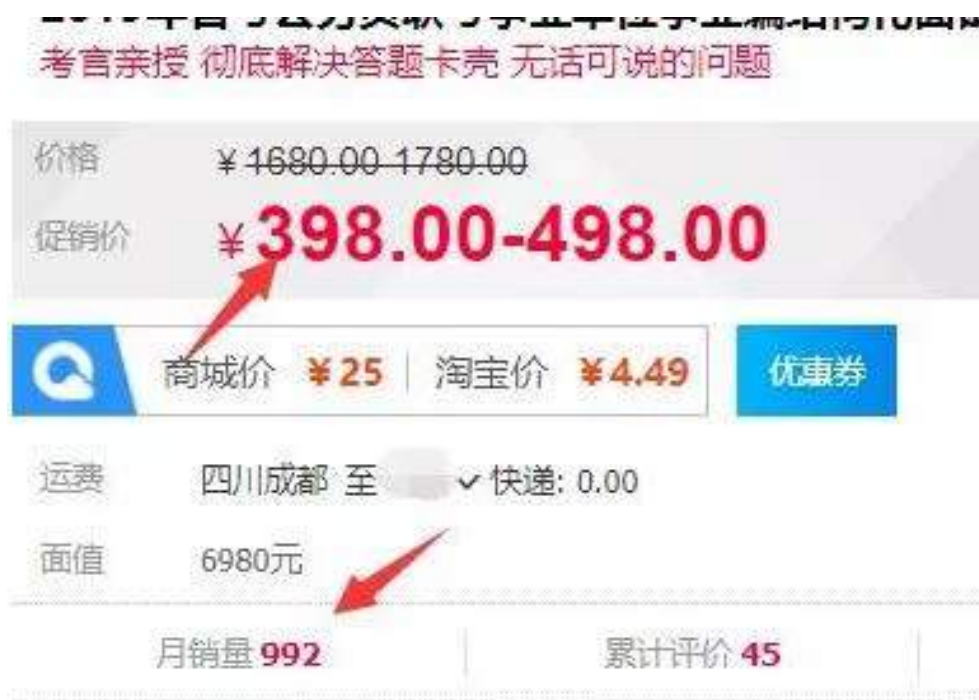 考言亲授 彻底解决答题卡壳 无话可说的问题
价格 ¥1680.00-1780.00
促销价 ¥398.00-498.00
商城价 ¥25 淘宝价 ¥4.49 优惠券
运费 四川成都 至 快递: 0.00
面值 6980元
月销量 992 累计评价 45